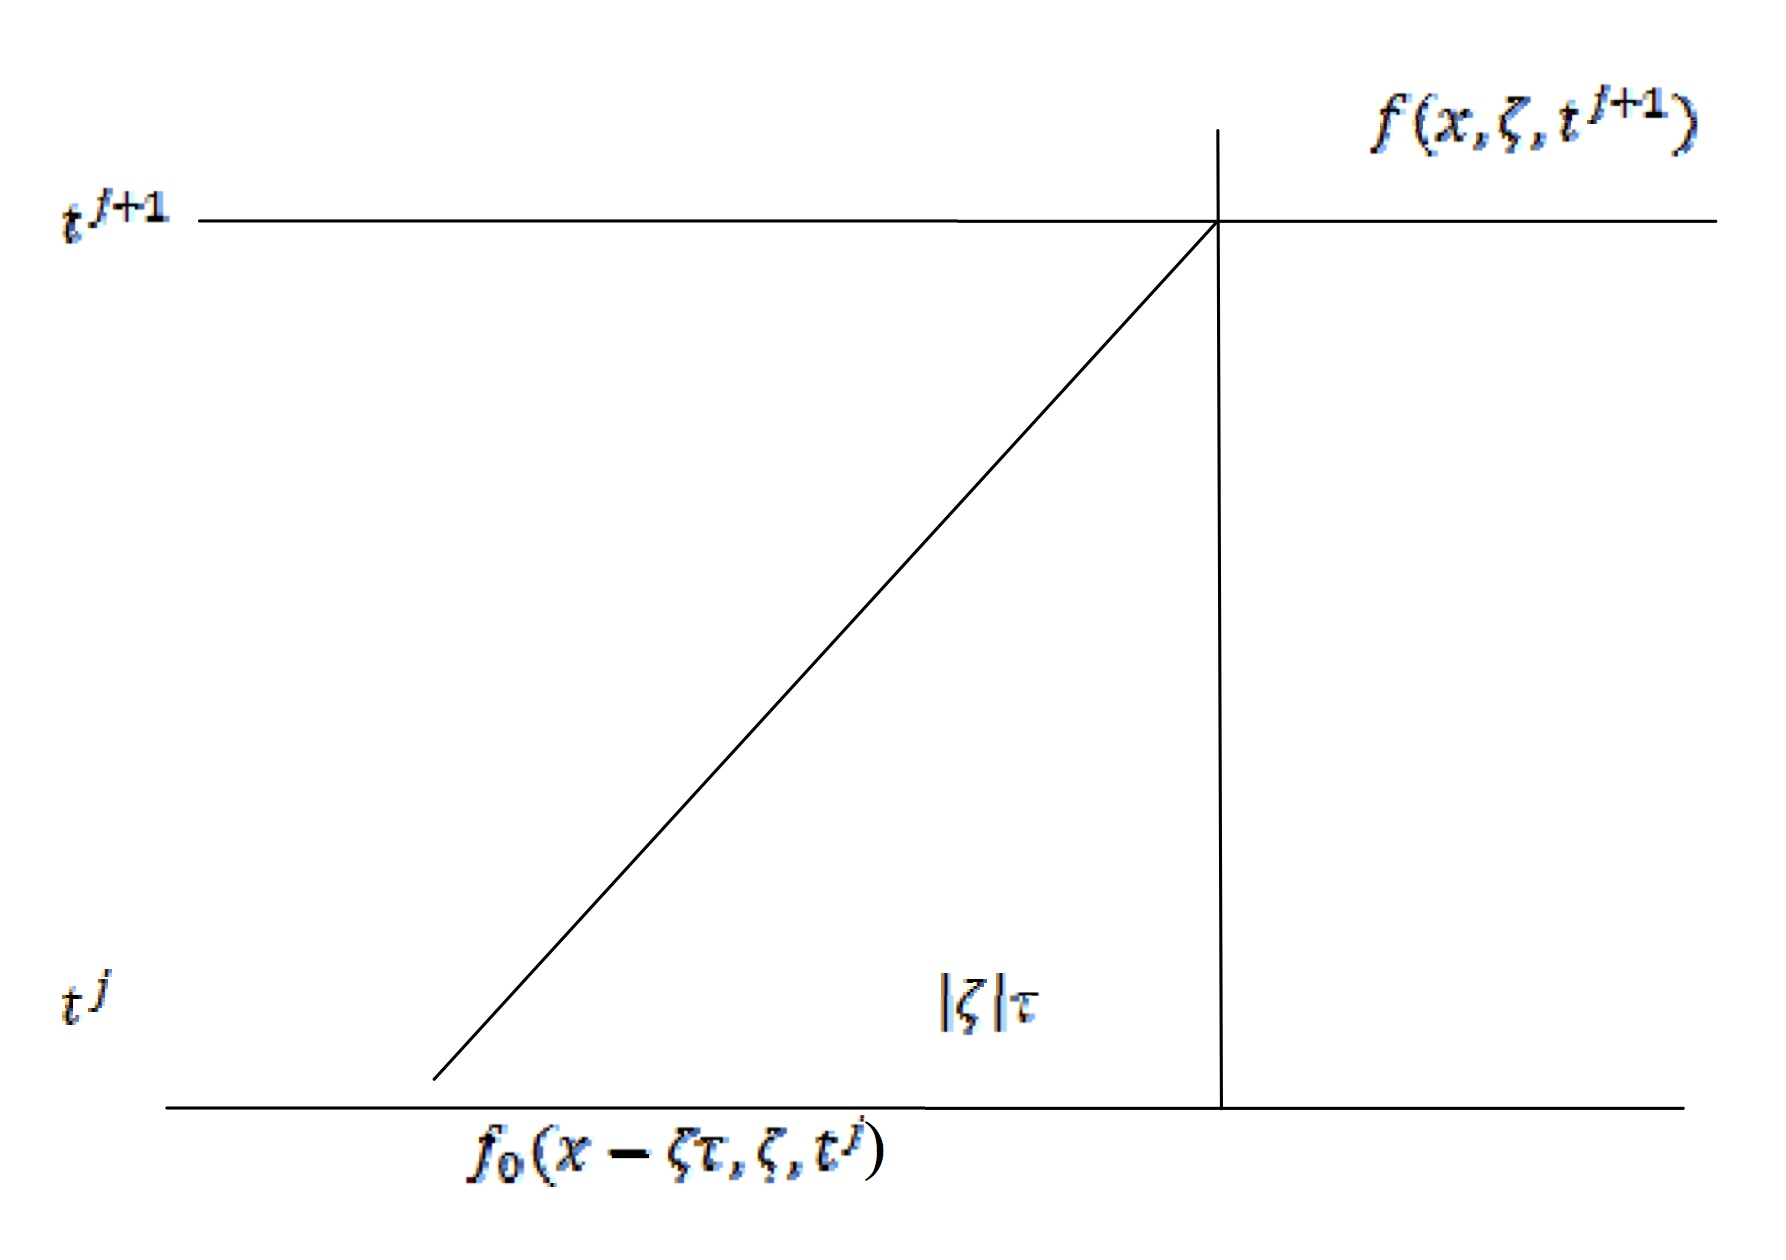 f(x, ζ, t^{j+1})
t^{j+1}
t^j
|ζ|τ
f_0(x − ζτ, ζ, t^j)